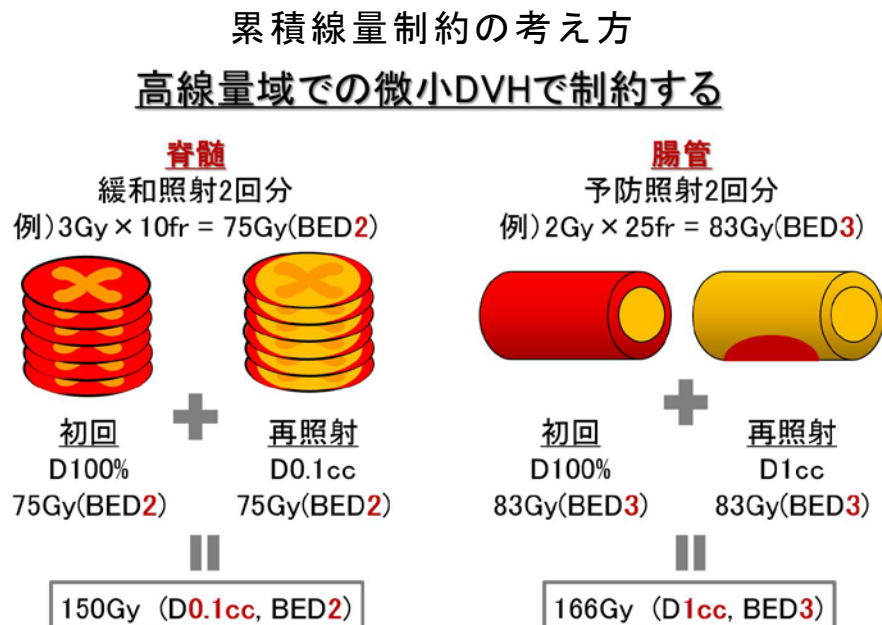 累積線量制約の考え方
高線量域での微小DVHで制約する
脊髄
緩和照射2回分
例)3Gy×10fr = 75Gy(BED2)
初回
D100%
75Gy(BED2)
再照射
D0.1cc
75Gy(BED2)
150Gy (D0.1cc, BED2)
腸管
予防照射2回分
例)2Gy×25fr = 83Gy(BED3)
初回
D100%
83Gy(BED3)
再照射
D1cc
83Gy(BED3)
166Gy (D1cc, BED3)